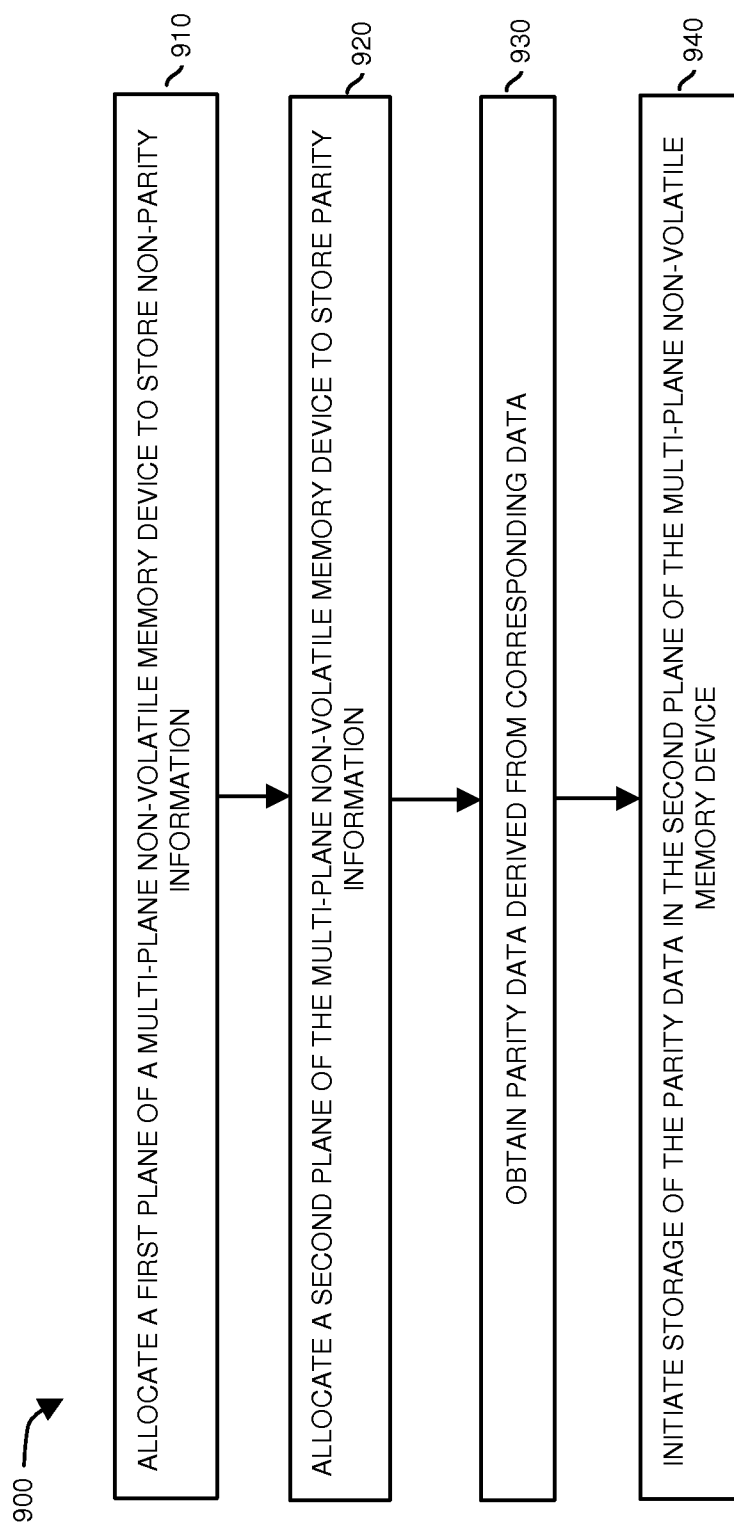 900
ALLOCATE A FIRST PLANE OF A MULTI-PLANE NON-VOLATILE MEMORY DEVICE TO STORE NON-PARITY
INFORMATION
910
ALLOCATE A SECOND PLANE OF THE MULTI-PLANE NON-VOLATILE MEMORY DEVICE TO STORE PARITY
INFORMATION
920
OBTAIN PARITY DATA DERIVED FROM CORRESPONDING DATA
930
INITIATE STORAGE OF THE PARITY DATA IN THE SECOND PLANE OF THE MULTI-PLANE NON-VOLATILE
MEMORY DEVICE
940